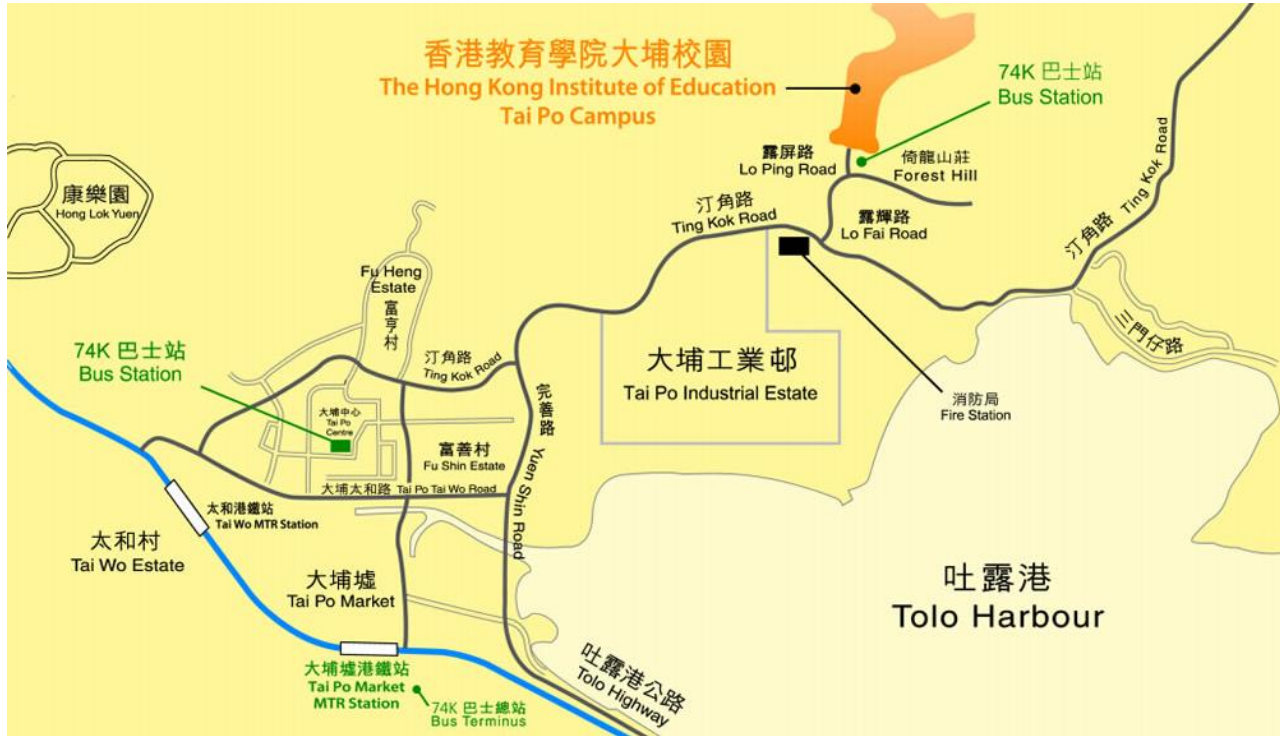 香港教育學院大埔校園
The Hong Kong Institute of Education
Tai Po Campus
74K 巴士站
Bus Station
康樂園
Hong Lok Yuen
露屏路
Lo Ping Road
倚龍山莊
Forest Hill
汀角路
Ting Kok Road
露輝路
Lo Fai Road
汀角路 Ting Kok Road
三門仔路
Fu Heng
Estate
富亨村
74K 巴士站
Bus Station
汀角路
Ting Kok Road
大埔中心
Tai Po
Centre
富善村
Fu Shin Estate
完善路 Yuen Shin Road
大埔工業邨
Tai Po Industrial Estate
消防局
Fire Station
大埔太和路 Tai Po Tai Wo Road
太和港鐵站
Tai Wo MTR Station
太和村
Tai Wo Estate
大埔墟
Tai Po Market
吐露港
Tolo Harbour
大埔墟港鐵站
Tai Po Market
MTR Station
74K 巴士總站
Bus Terminus
吐露港公路
Tolo Highway